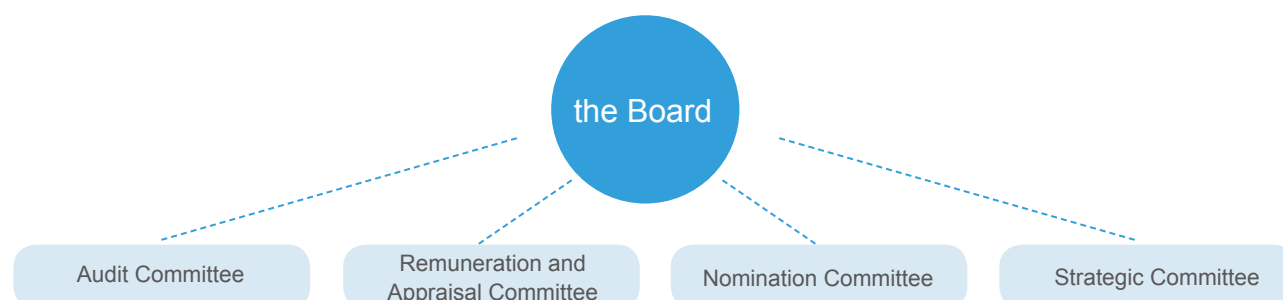 the Board
Audit Committee
Remuneration and
Appraisal Committee
Nomination Committee
Strategic Committee